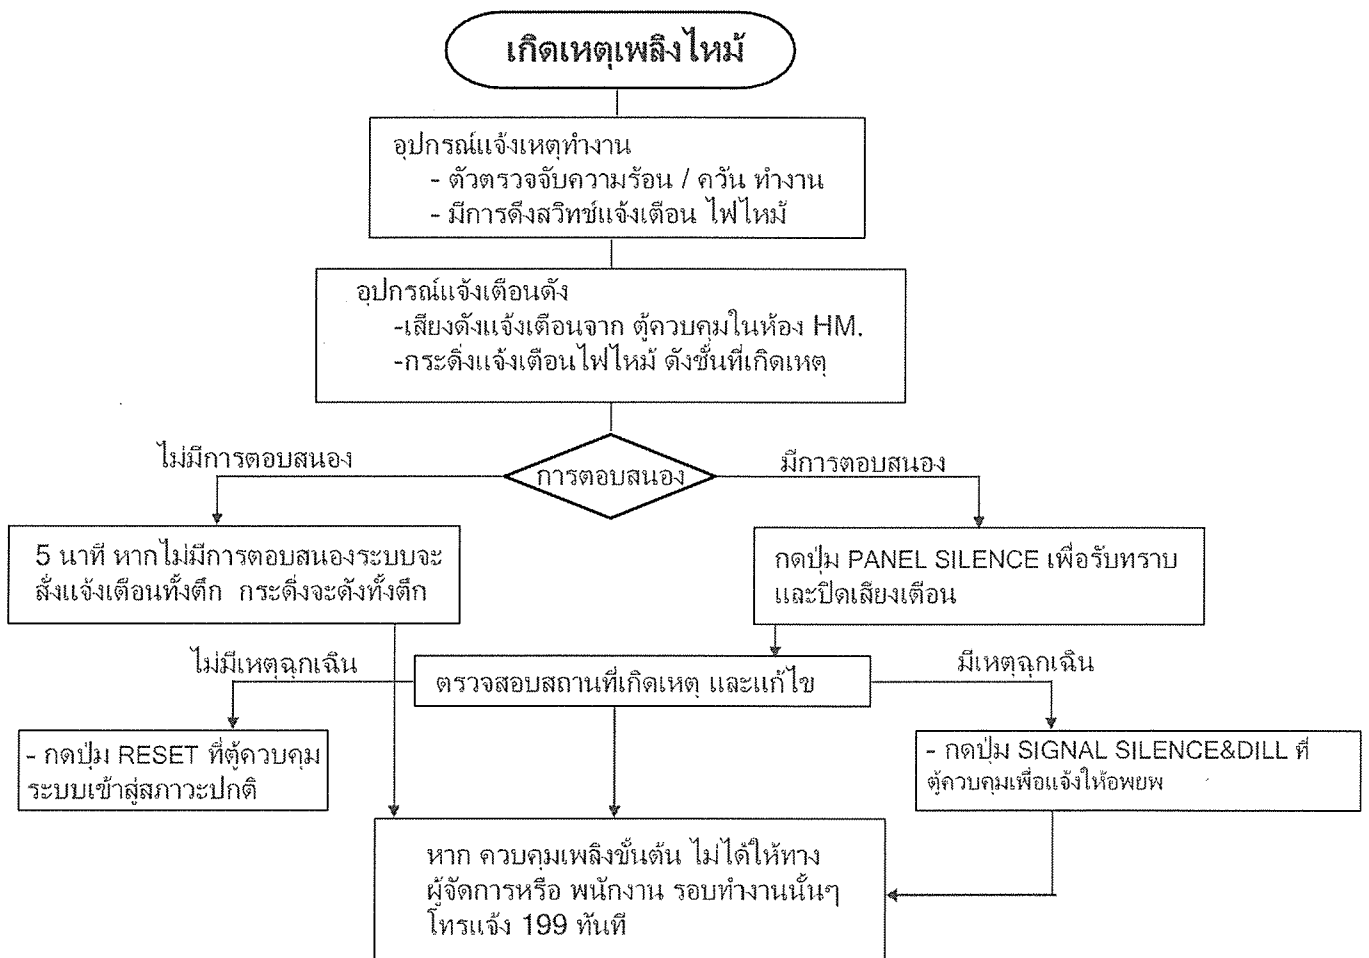 เกิดเหตุเพลิงไหม้
อุปกรณ์แจ้งเหตุทำงาน
- ตัวตรวจจับความร้อน / ควัน ทำงาน
- มีการดึงสวิทช์แจ้งเตือน ไฟไหม้
อุปกรณ์แจ้งเตือนดัง
-เสียงดังแจ้งเตือนจาก ตู้ควบคุมในห้อง HM.
-กระดิ่งแจ้งเตือนไฟไหม้ ดังชั้นที่เกิดเหตุ
ไม่มีการตอบสนอง
การตอบสนอง
มีการตอบสนอง
5 นาที หากไม่มีการตอบสนองระบบจะ
สั่งแจ้งเตือนทั้งตึก กระดิ่งจะดังทั้งตึก
กดปุ่ม PANEL SILENCE เพื่อรับทราบ
และปิดเสียงเตือน
ไม่มีเหตุฉุกเฉิน
ตรวจสอบสถานที่เกิดเหตุ และแก้ไข
มีเหตุฉุกเฉิน
- กดปุ่ม RESET ที่ตู้ควบคุม
ระบบเข้าสู่สภาวะปกติ
- กดปุ่ม SIGNAL SILENCE&DILL ที่
ตู้ควบคุมเพื่อแจ้งให้อพยพ
หาก ควบคุมเพลิงขั้นต้น ไม่ได้ให้ทาง
ผู้จัดการหรือ พนักงาน รอบทำงานนั้นๆ
โทรแจ้ง 199 ทันที